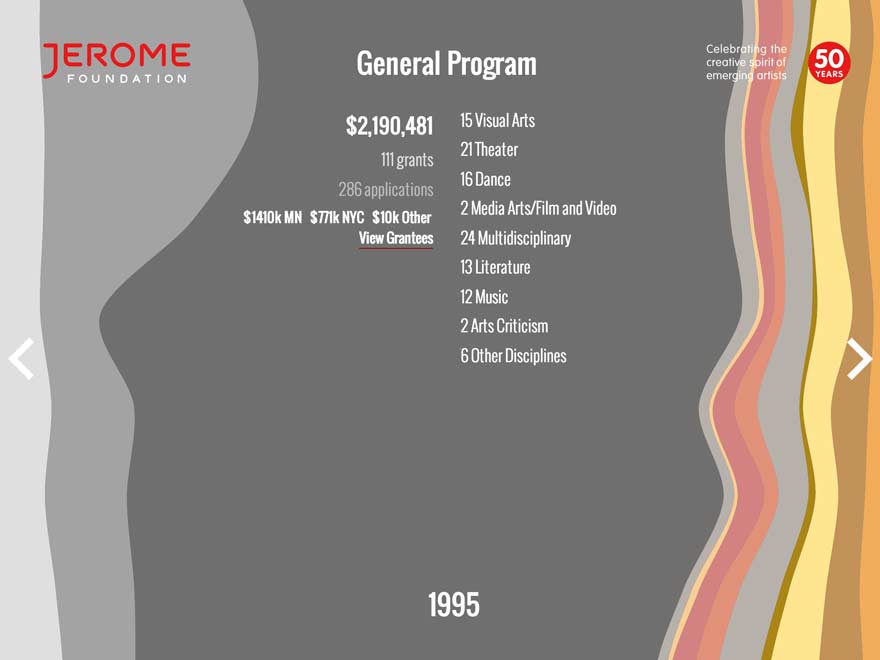 JEROME
FOUNDATION
General Program
Celebrating the
creative spirit of
emerging artists
50
YEARS
$2,190,481
111 grants
286 applications
$1410k MN $771k NYC $10k Other
View Grantees
15 Visual Arts
21 Theater
16 Dance
2 Media Arts/Film and Video
24 Multidisciplinary
13 Literature
12 Music
2 Arts Criticism
6 Other Disciplines
1995